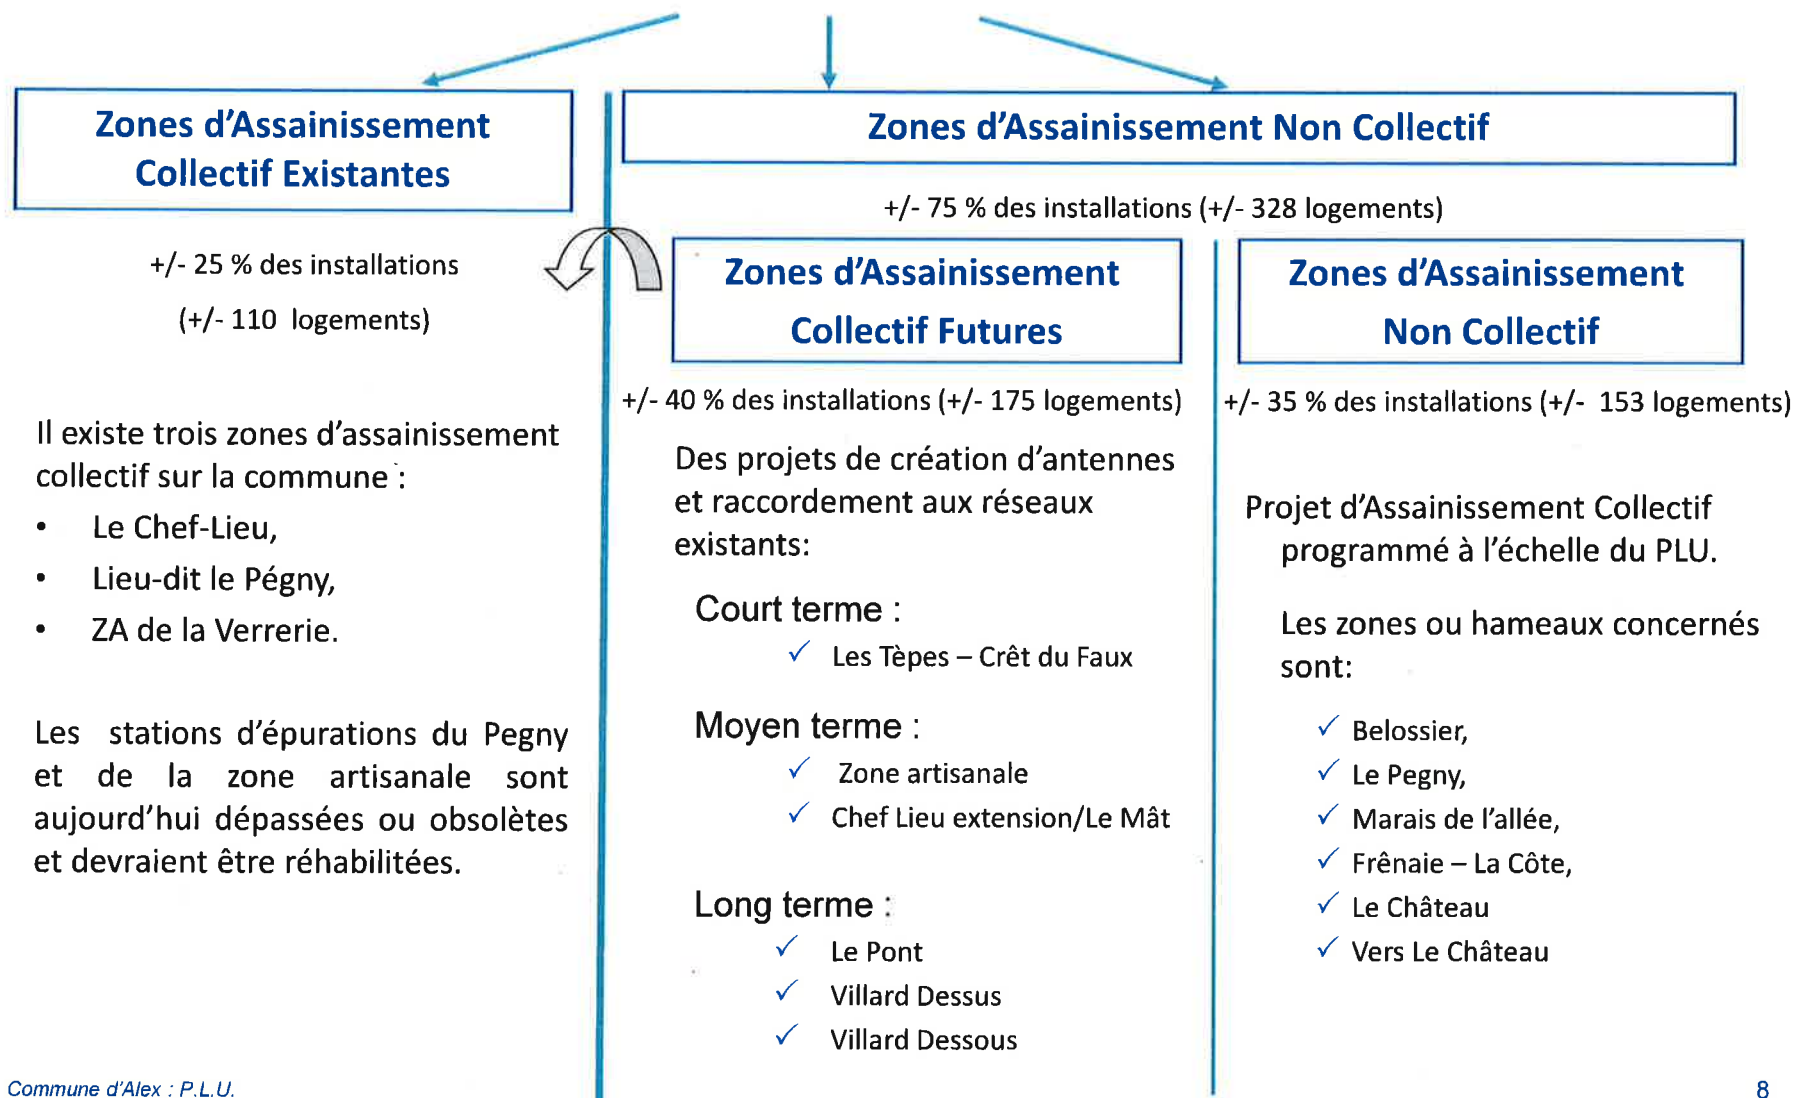 Zones d'Assainissement
Collectif Existantes
+/- 25 % des installations
(+/- 110 logements)
Il existe trois zones d'assainissement
collectif sur la commune :
• Le Chef-Lieu,
• Lieu-dit le Pégny,
• ZA de la Verrerie.
Les stations d'épurations du Pegny
et de la zone artisanale sont
aujourd'hui dépassées ou obsolètes
et devraient être réhabilitées.
Zones d'Assainissement Non Collectif
+/- 75 % des installations (+/- 328 logements)
Zones d'Assainissement
Collectif Futures
+/- 40 % des installations (+/- 175 logements)
Des projets de création d'antennes
et raccordement aux réseaux
existants:
Court terme :
✓ Les Tèpes – Crêt du Faux
Moyen terme :
✓ Zone artisanale
✓ Chef Lieu extension/Le Mât
Long terme :
✓ Le Pont
✓ Villard Dessus
✓ Villard Dessous
Zones d'Assainissement
Non Collectif
+/- 35 % des installations (+/- 153 logements)
Projet d'Assainissement Collectif
programmé à l'échelle du PLU.
Les zones ou hameaux concernés
sont:
✓ Belossier,
✓ Le Pegny,
✓ Marais de l'allée,
✓ Frênaie – La Côte,
✓ Le Château
✓ Vers Le Château
Commune d'Alex : P.L.U.
8